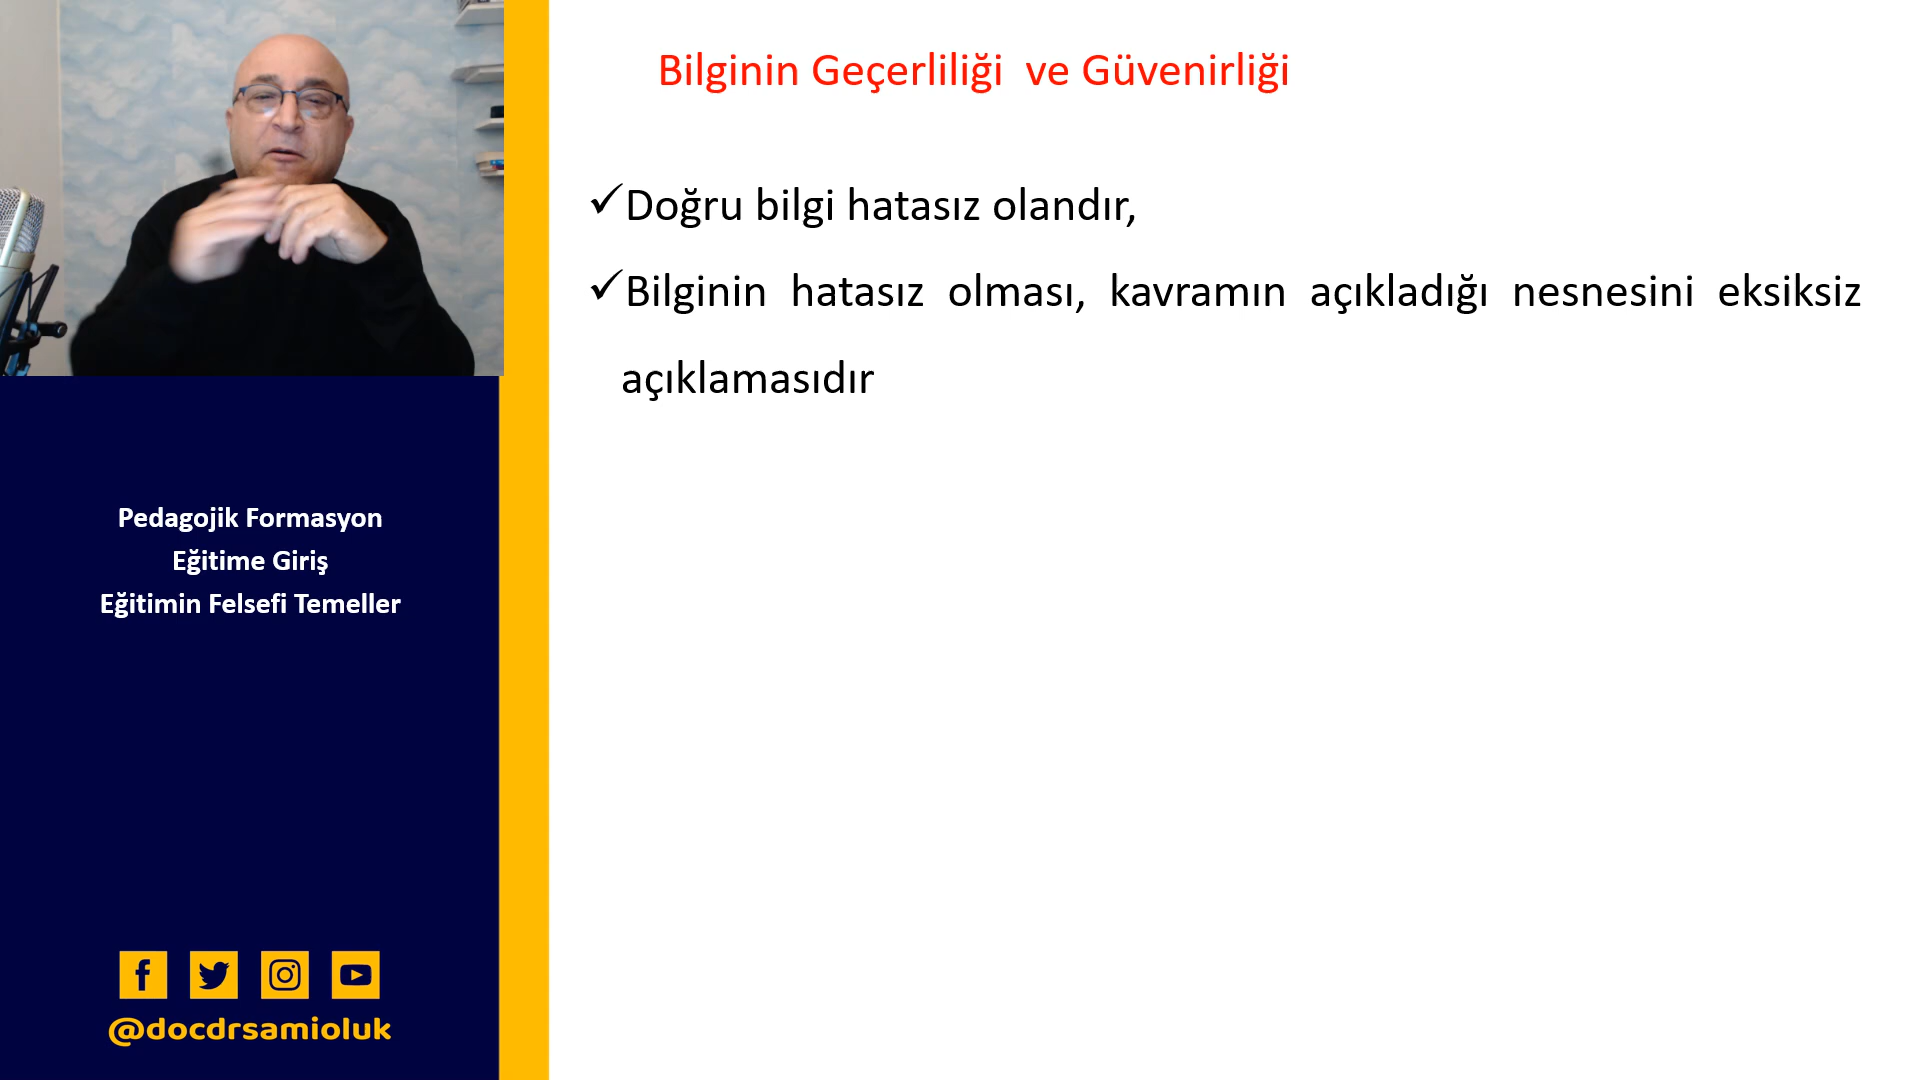 Bilginin Geçerliliği ve Güvenirliği
✓Doğru bilgi hatasız olandır,
✓Bilginin hatasız olması, kavramın açıkladığı nesnesini eksiksiz
açıklamasıdır
Pedagojik Formasyon
Eğitime Giriş
Eğitimin Felsefi Temeller
@docdrsamioluk